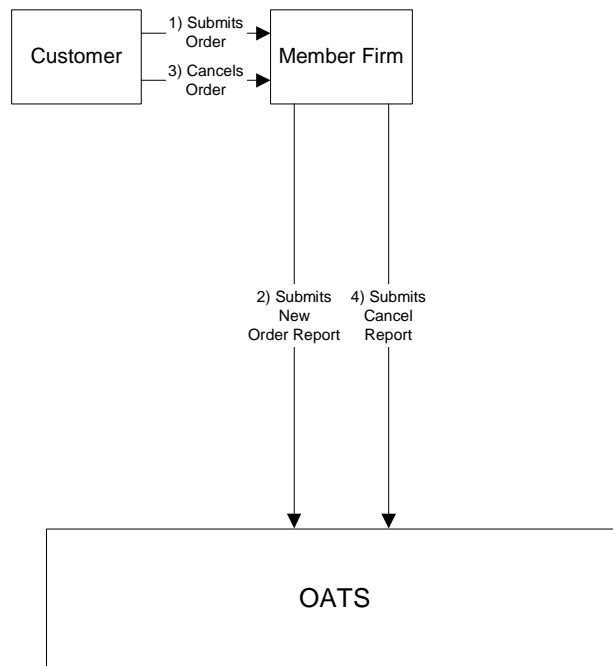 Customer
1) Submits
Order
3) Cancels
Order
Member Firm
2) Submits
New
Order Report
4) Submits
Cancel
Report
OATS